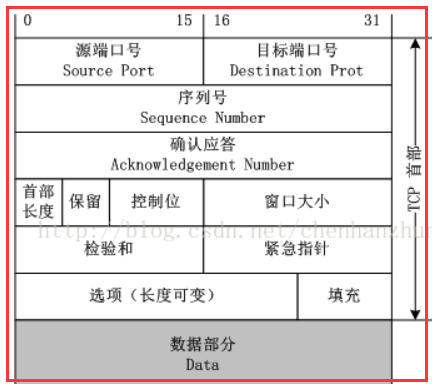 0 15 16 31
源端口号 目标端口号
Source Port Destination Prot
序列号
Sequence Number
确认应答
Acknowledgement Number
首部长度 保留 控制位 窗口大小
http://blog.csdn.net/chenhanzhun
检验和 紧急指针
选项（长度可变） 填充
数据部分
Data
TCP 首部